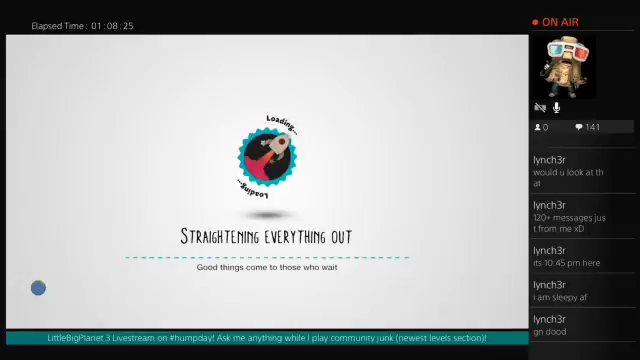 Elapsed Time : 01:08:25
ON AIR
Loading...
Loading...
STRAIGHTENING EVERYTHING OUT
Good things come to those who wait
0 141
lynch3r
would u look at th
at
lynch3r
120+ messages jus
t from me xD
lynch3r
its 10:45 pm here
lynch3r
i am sleepy af
lynch3r
gn dood
LittleBigPlanet 3 Livestream on #humpday! Ask me anything while I play community junk (newest levels section)!